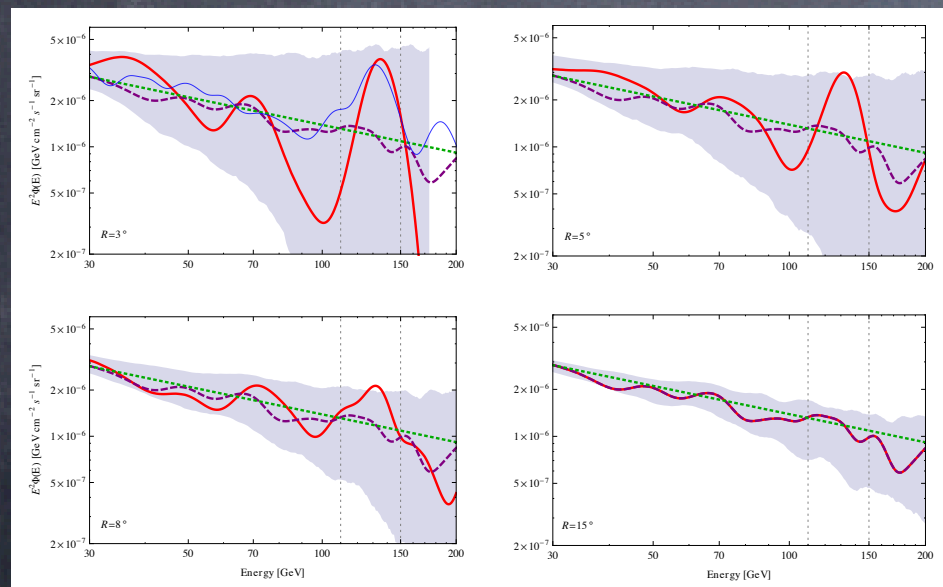 5×10⁻⁶
2×10⁻⁶
1×10⁻⁶
5×10⁻⁷
2×10⁻⁷
E²Φ(E) [GeV cm⁻² s⁻¹ sr⁻¹]
R=3°
30 50 70 100 150 200
5×10⁻⁶
2×10⁻⁶
1×10⁻⁶
5×10⁻⁷
2×10⁻⁷
R=5°
30 50 70 100 150 200
5×10⁻⁶
2×10⁻⁶
1×10⁻⁶
5×10⁻⁷
2×10⁻⁷
E²Φ(E) [GeV cm⁻² s⁻¹ sr⁻¹]
R=8°
30 50 70 100 150 200
Energy [GeV]
5×10⁻⁶
2×10⁻⁶
1×10⁻⁶
5×10⁻⁷
2×10⁻⁷
R=15°
30 50 70 100 150 200
Energy [GeV]